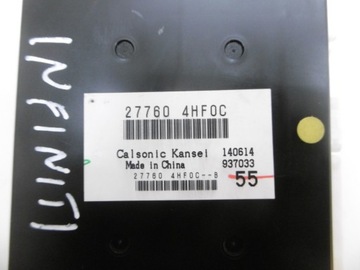 INFINITI
27760 4HF0C
Calsonic Kansei 140614
Made in China 937033
27760 4HF0C--B
55